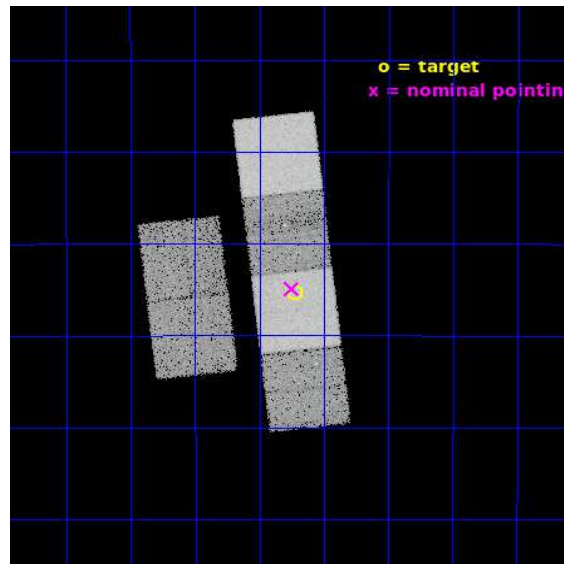 o = target
x = nominal pointin